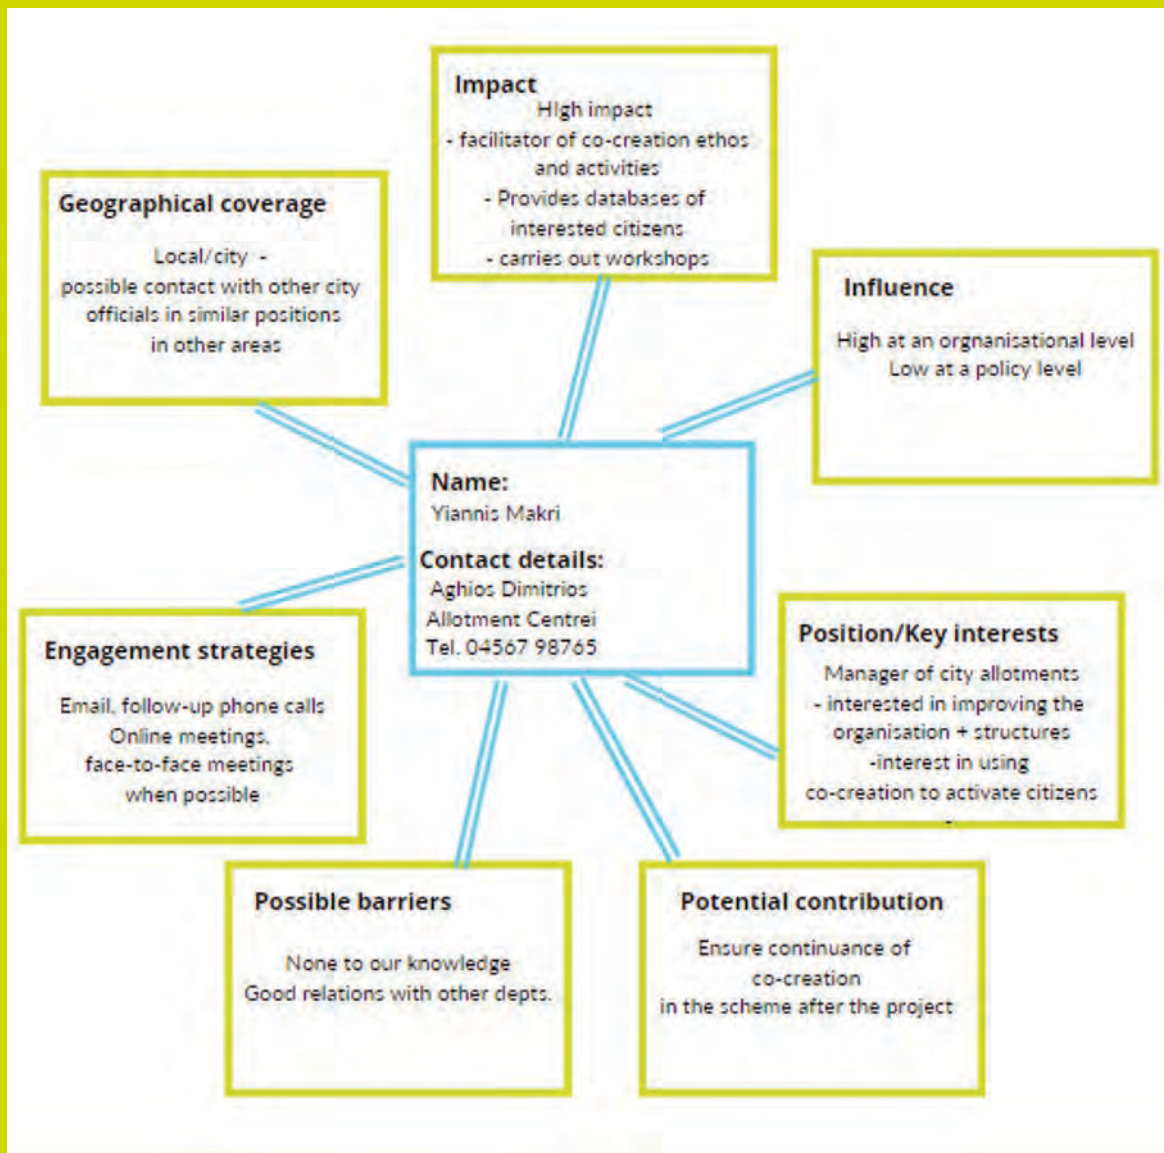 Impact
HIgh impact
- facilitator of co-creation ethos
and activities
- Provides databases of
interested citizens
- carries out workshops
Geographical coverage
Local/city -
possible contact with other city
officials in similar positions
in other areas
Influence
High at an orgnanisational level
Low at a policy level
Name:
Yiannis Makri
Contact details:
Aghios Dimitrios
Allotment Centrei
Tel. 04567 98765
Engagement strategies
Email, follow-up phone calls
Online meetings,
face-to-face meetings
when possible
Position/Key interests
Manager of city allotments
- interested in improving the
organisation + structures
-interest in using
co-creation to activate citizens
-
Possible barriers
None to our knowledge
Good relations with other depts.
Potential contribution
Ensure continuance of
co-creation
in the scheme after the project